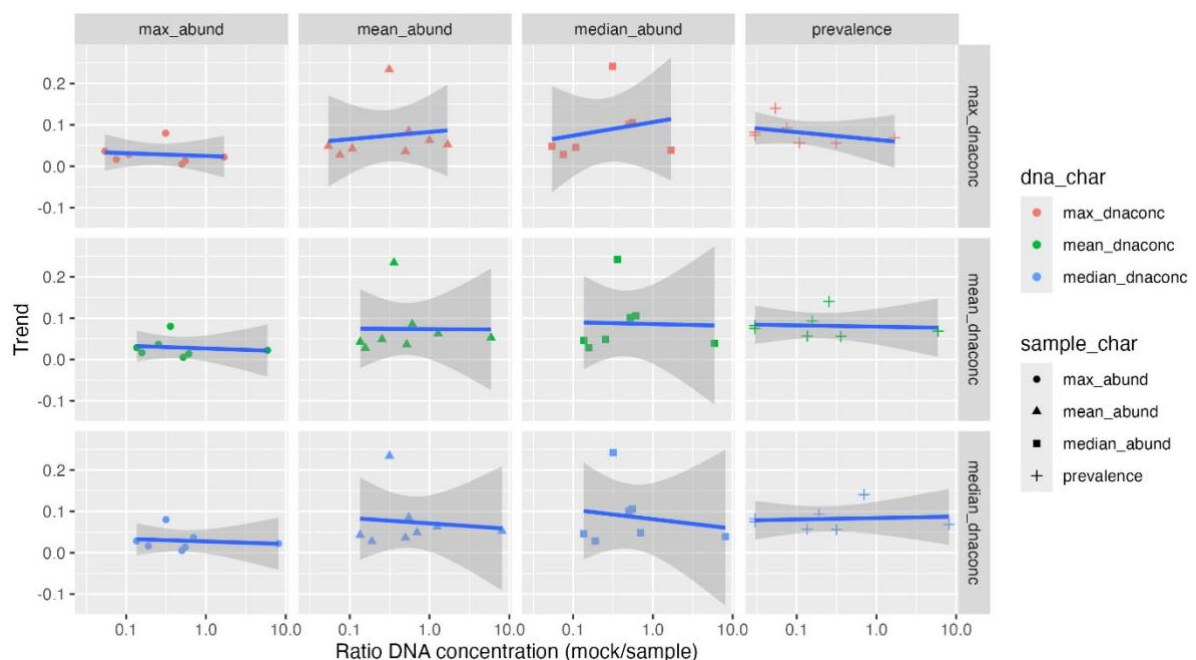 max_abund mean_abund median_abund prevalence
0.2
0.1
0.0
-0.1
max_dnaconc
0.2
0.1
0.0
-0.1
mean_dnaconc
0.2
0.1
0.0
-0.1
median_dnaconc
Trend
0.1 1.0 10.0 0.1 1.0 10.0 0.1 1.0 10.0 0.1 1.0 10.0
Ratio DNA concentration (mock/sample)
dna_char
max_dnaconc
mean_dnaconc
median_dnaconc
sample_char
max_abund
mean_abund
median_abund
prevalence